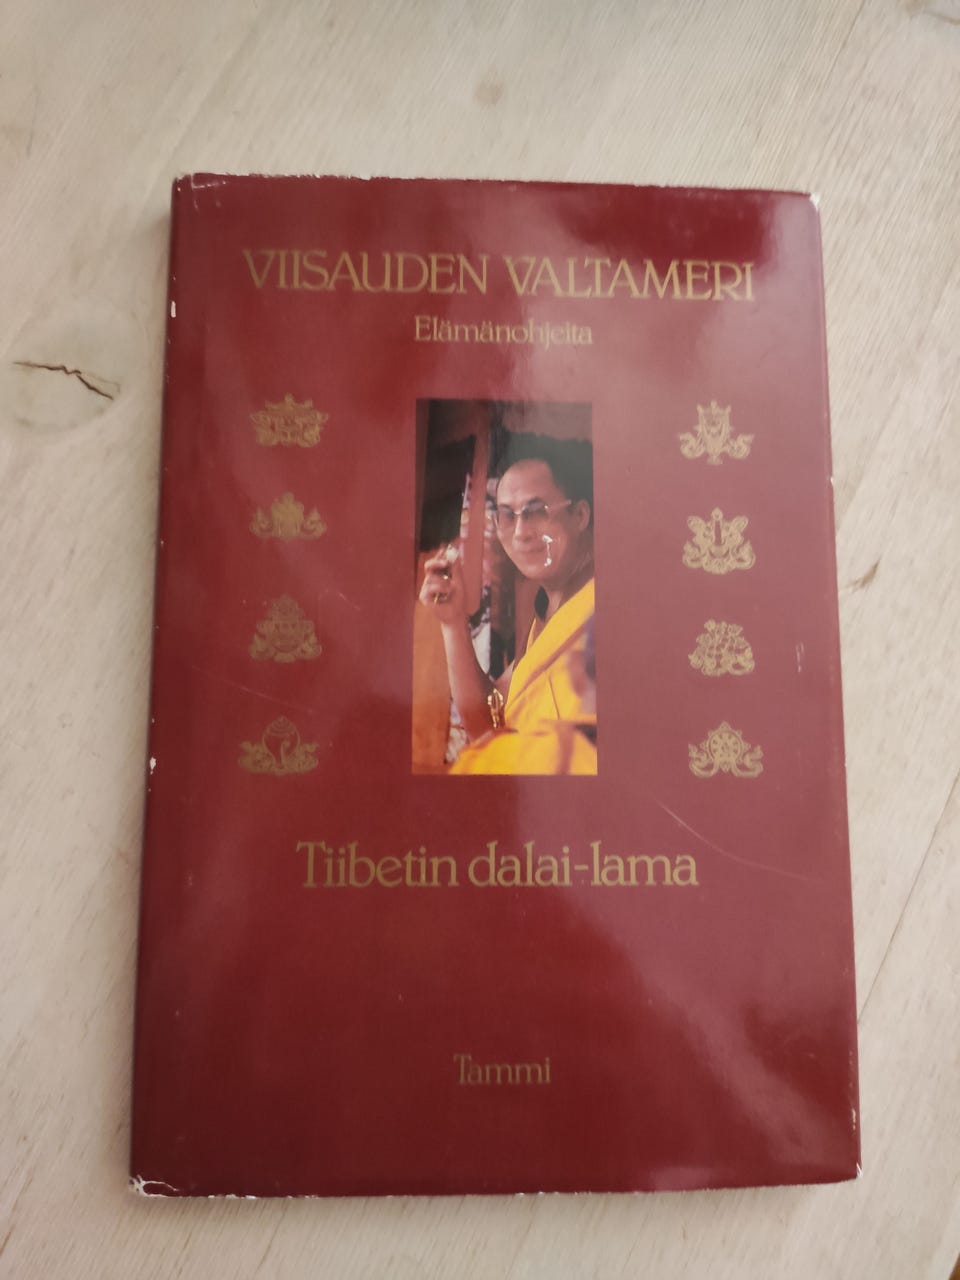 VIISAUDEN VALTAMERI
Elämänohjeita
Tiibetin dalai-lama
Tammi